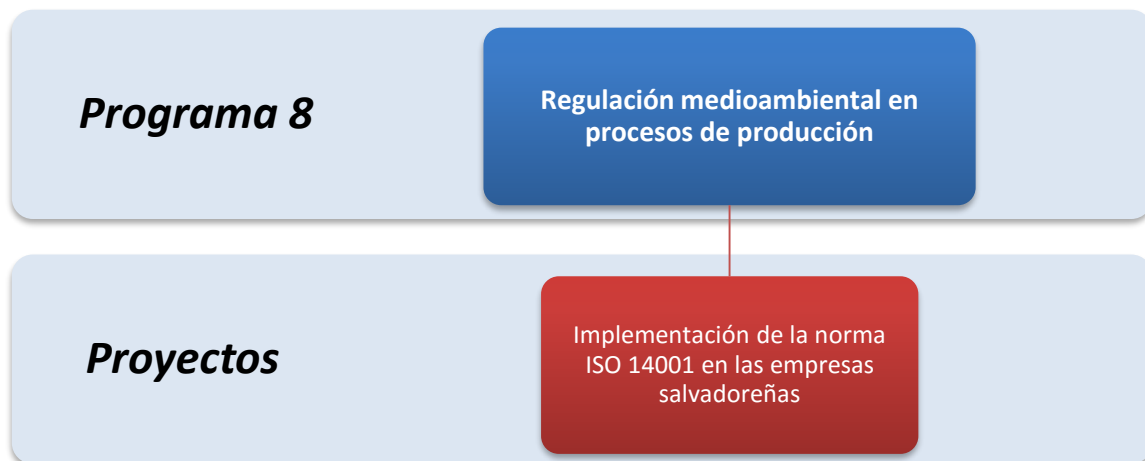 Programa 8
Regulación medioambiental en
procesos de producción
Proyectos
Implementación de la norma
ISO 14001 en las empresas
salvadoreñas